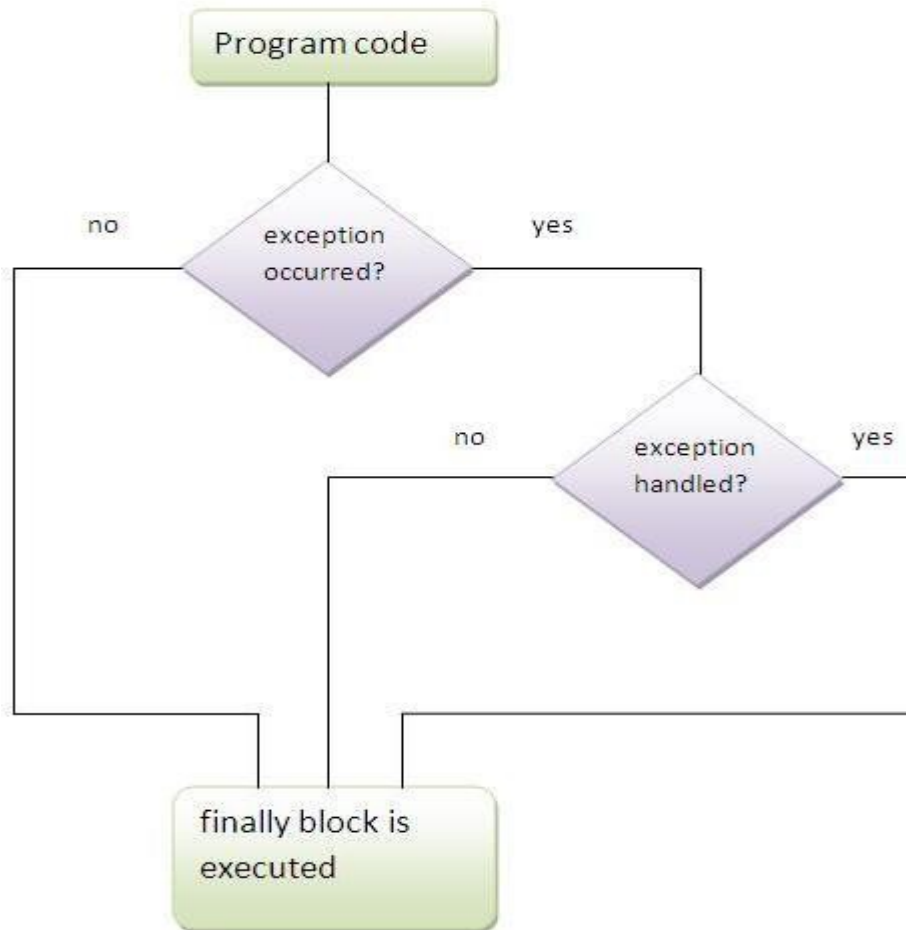 Program code
no
exception
occurred?
yes
no
exception
handled?
yes
finally block is
executed